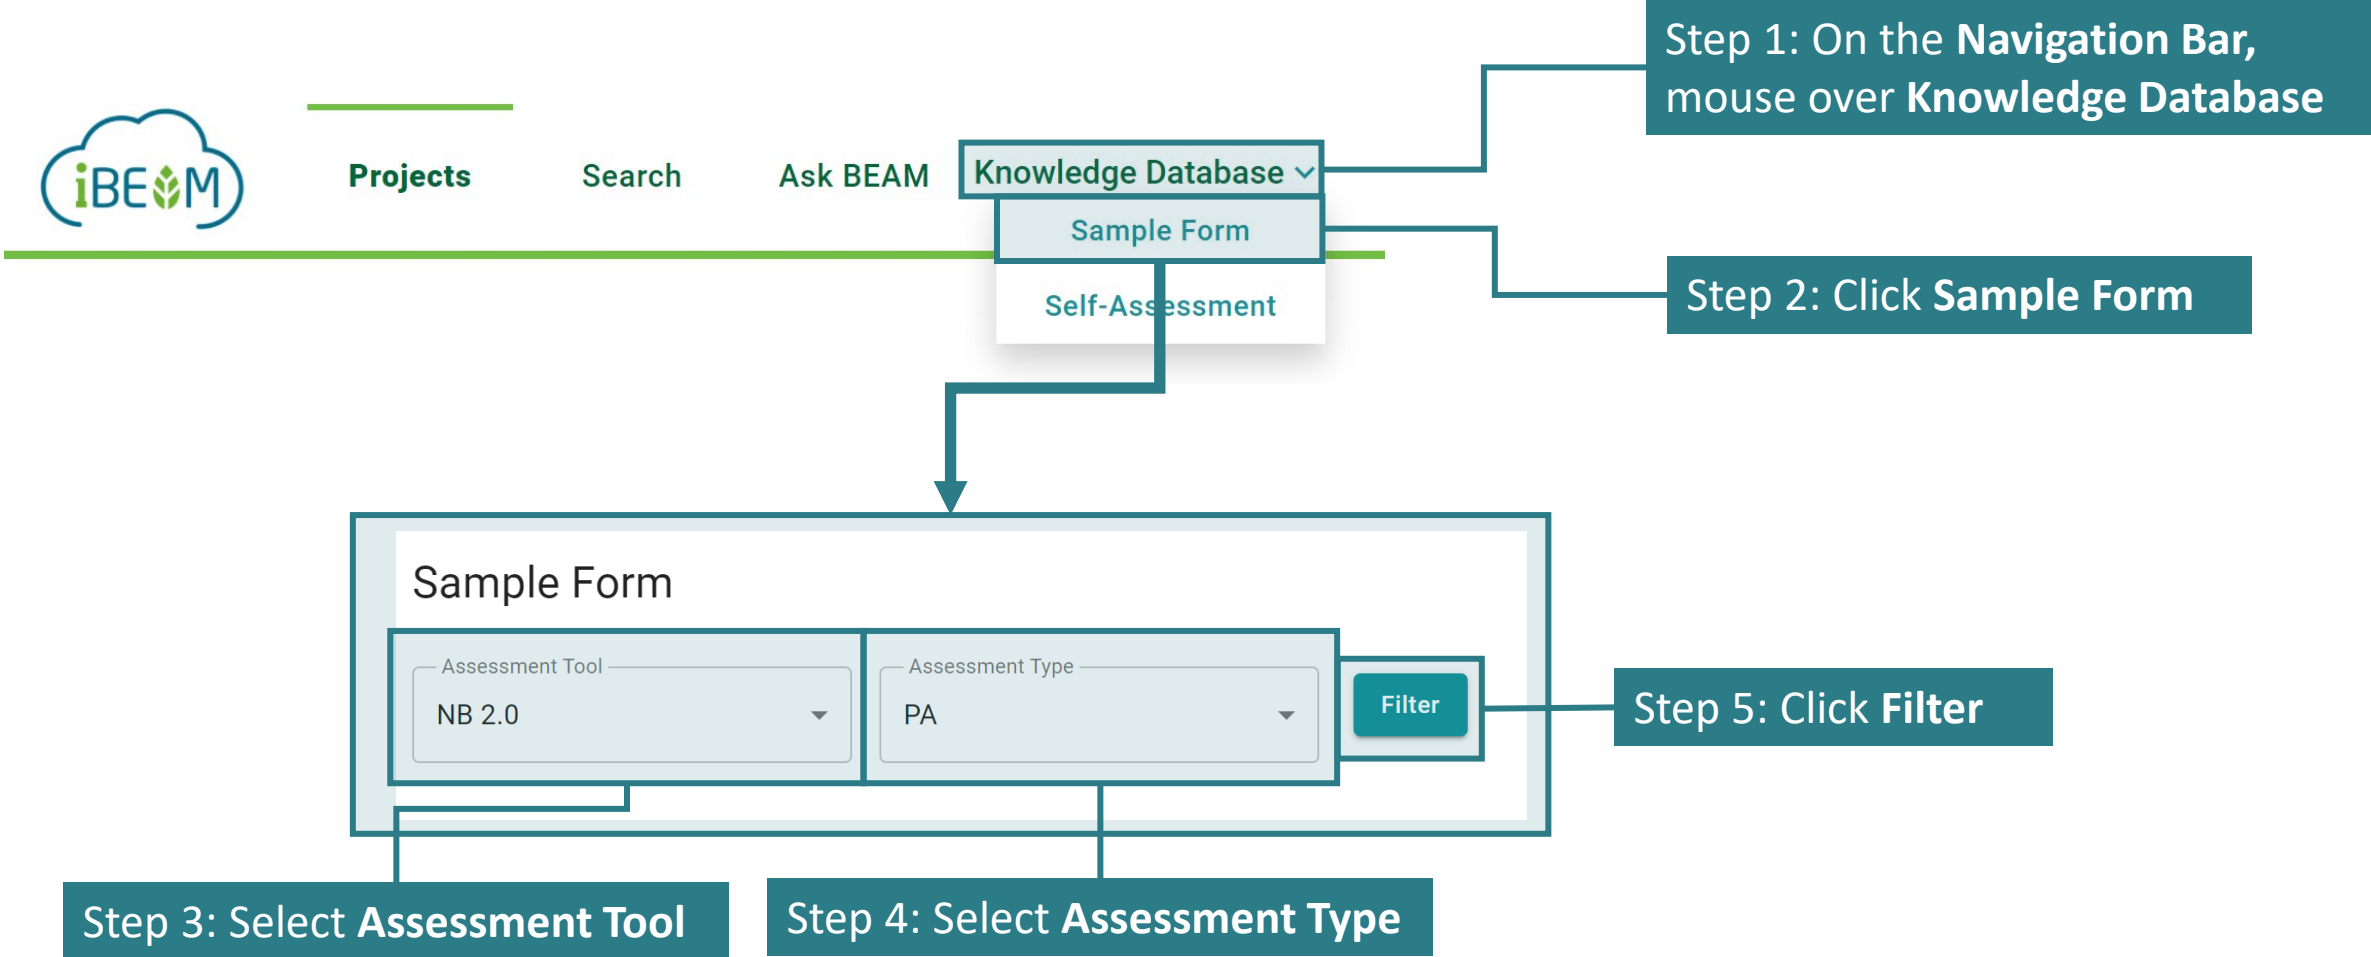 Step 1: On the Navigation Bar,
mouse over Knowledge Database
iBEAM
Projects
Search
Ask BEAM
Knowledge Database
Sample Form
Self-Assessment
Step 2: Click Sample Form
Sample Form
Assessment Tool
NB 2.0
Assessment Type
PA
Filter
Step 5: Click Filter
Step 3: Select Assessment Tool
Step 4: Select Assessment Type